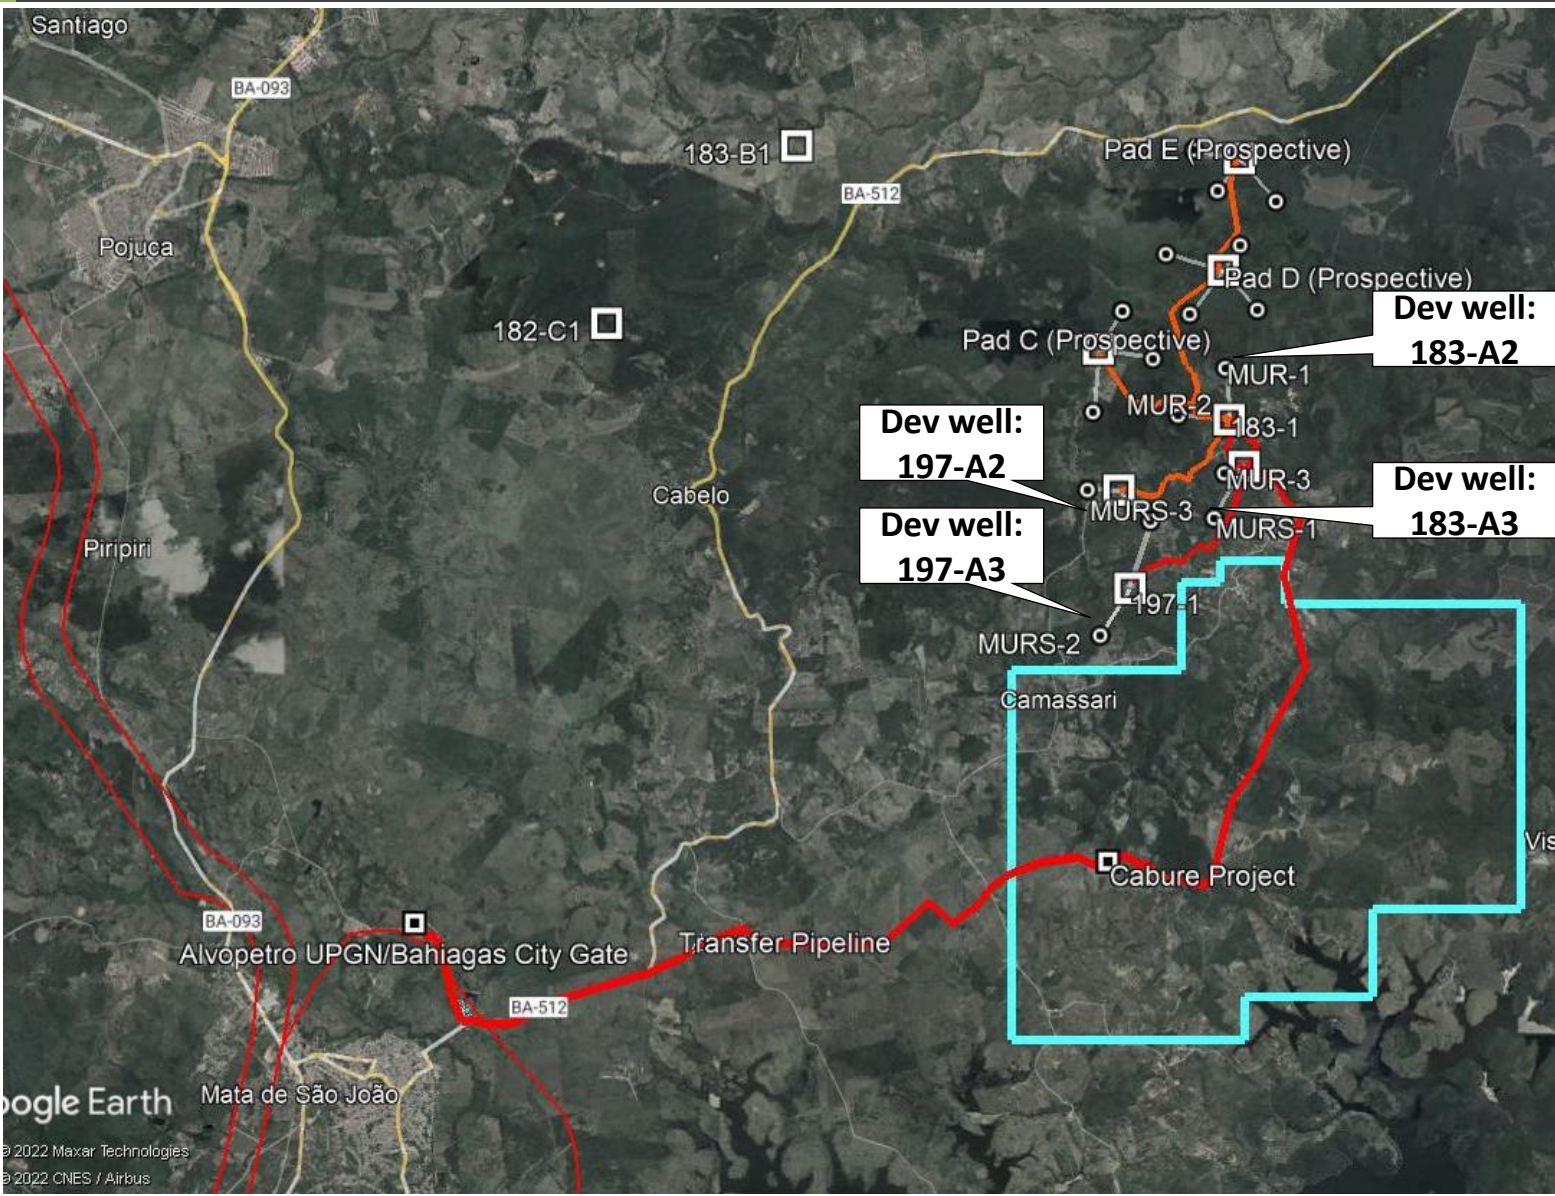 Santiago
BA-093
183-B1
Pad E (Prospective)
BA-512
Pojuca
Pad D (Prospective)
Dev well:
183-A2
182-C1
Pad C (Prospective)
MUR-1
MUR-2
183-1
Dev well:
197-A2
MUR-3
Dev well:
183-A3
Cabelo
MURS-3
MURS-1
Dev well:
197-A3
Piripiri
197-1
MURS-2
Camassari
Vis
Cabure Project
BA-093
Alvopetro UPGN/Bahiagas City Gate
Transfer Pipeline
BA-512
Mata de São João
oogle Earth
© 2022 Maxar Technologies
© 2022 CNES / Airbus